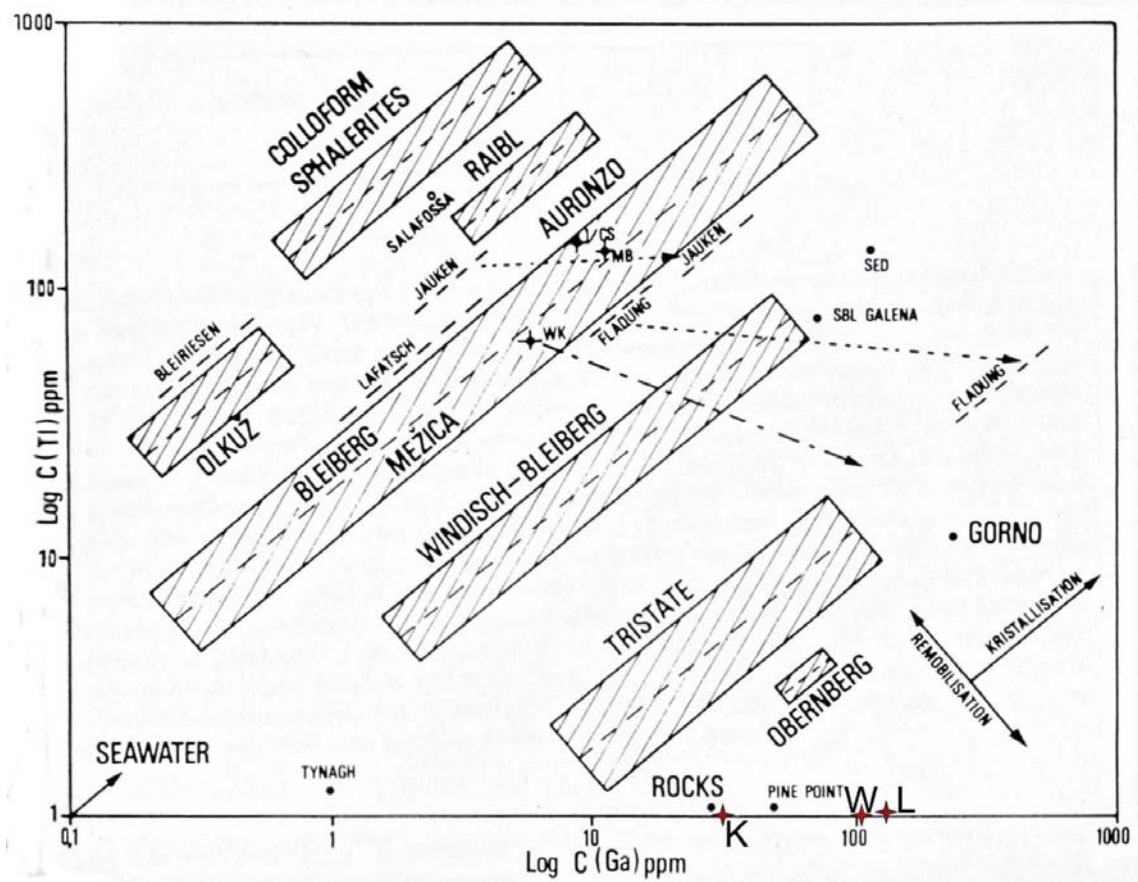 1000
COLLOFORM
SPHALERITES
RAIBL
SALAFOSSA
AURONZO
I/CS
MB
JAUKEN
JAUKEN
SED
100
SBL GALENA
BLEIRIESEN
LAFATSCH
WK
FLADUNG
FLADUNG
OLKUZ
BLEIBERG
MEZICA
WINDISCH-BLEIBERG
Log C (Tl) ppm
10
GORNO
TRISTATE
KRISTALLISATION
REMOBILISATION
OBERNBERG
SEAWATER
TYNAGH
ROCKS
PINE POINT
W
L
K
1
0,1
1
10
100
1000
Log C (Ga) ppm